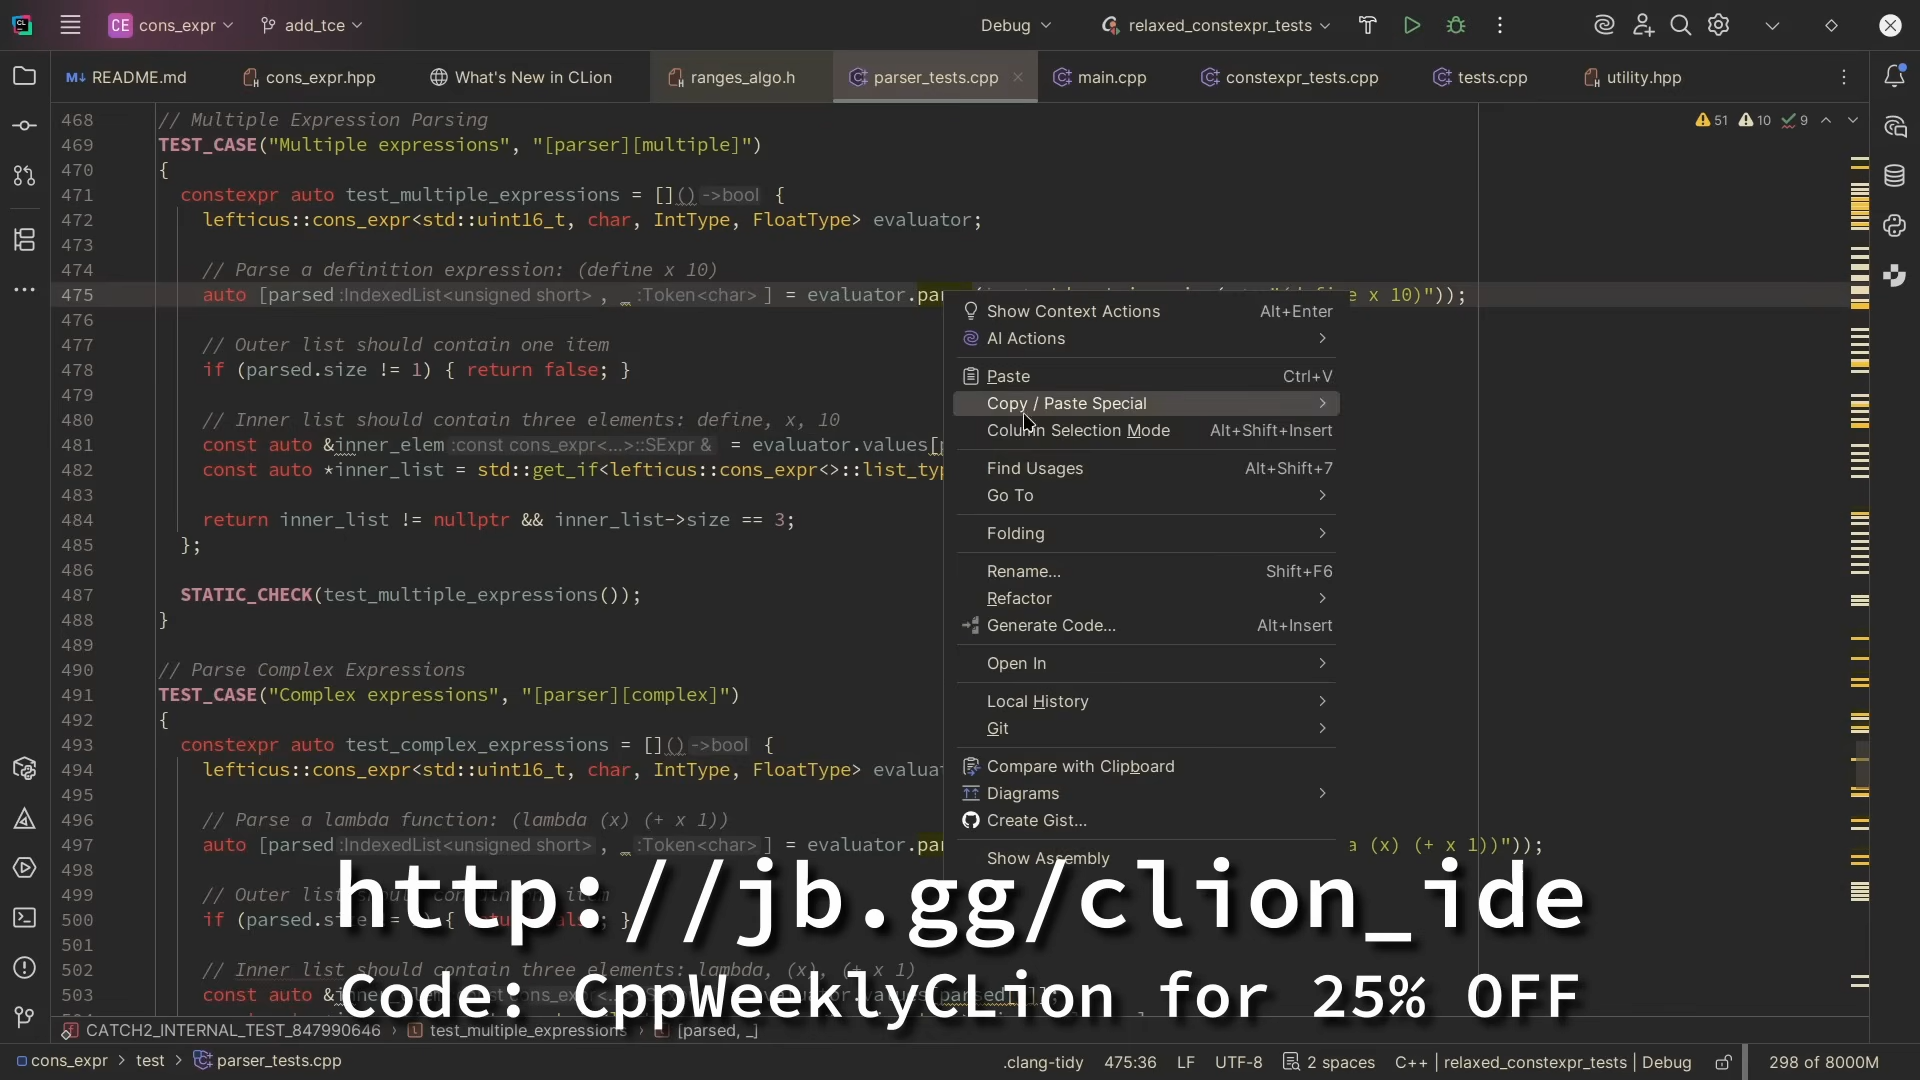 CL CE cons_expr add_tce Debug relaxed_constexpr_tests
M↓ README.md cons_expr.hpp What's New in CLion ranges_algo.h parser_tests.cpp main.cpp constexpr_tests.cpp tests.cpp utility.hpp
51 10 9
468 // Multiple Expression Parsing
469 TEST_CASE("Multiple expressions", "[parser][multiple]")
470 {
471 constexpr auto test_multiple_expressions = []() ->bool {
472 lefticus::cons_expr<std::uint16_t, char, IntType, FloatType> evaluator;
473
474 // Parse a definition expression: (define x 10)
475 auto [parsed :IndexedList<unsigned short> , _ :Token<char> ] = evaluator.par x 10)"));
476
477 // Outer list should contain one item
478 if (parsed.size != 1) { return false; }
479
480 // Inner list should contain three elements: define, x, 10
481 const auto &inner_elem :const cons_expr<...>::SExpr & = evaluator.values[
482 const auto *inner_list = std::get_if<lefticus::cons_expr<>::list_typ
483
484 return inner_list != nullptr && inner_list->size == 3;
485 };
486
487 STATIC_CHECK(test_multiple_expressions());
488 }
489
490 // Parse Complex Expressions
491 TEST_CASE("Complex expressions", "[parser][complex]")
492 {
493 constexpr auto test_complex_expressions = []() ->bool {
494 lefticus::cons_expr<std::uint16_t, char, IntType, FloatType> evaluat
495
496 // Parse a lambda function: (lambda (x) (+ x 1))
497 auto [parsed :IndexedList<unsigned short> , _ :Token<char> ] = evaluator.par a (x) (+ x 1))"));
498
499 // Outer list should contain one item
500 if (parsed.size != 1) { return false; }
501
502 // Inner list should contain three elements: lambda, (x), (+ x 1)
503 const auto &inner_elem
Show Context Actions Alt+Enter
AI Actions
Paste Ctrl+V
Copy / Paste Special
Column Selection Mode Alt+Shift+Insert
Find Usages Alt+Shift+7
Go To
Folding
Rename... Shift+F6
Refactor
Generate Code... Alt+Insert
Open In
Local History
Git
Compare with Clipboard
Diagrams
Create Gist...
Show Assembly
http://jb.gg/clion_ide
Code: CppWeeklyCLion for 25% OFF
CATCH2_INTERNAL_TEST_847990646 › test_multiple_expressions › [parsed, _]
cons_expr > test > parser_tests.cpp .clang-tidy 475:36 LF UTF-8 2 spaces C++ | relaxed_constexpr_tests | Debug 298 of 8000M